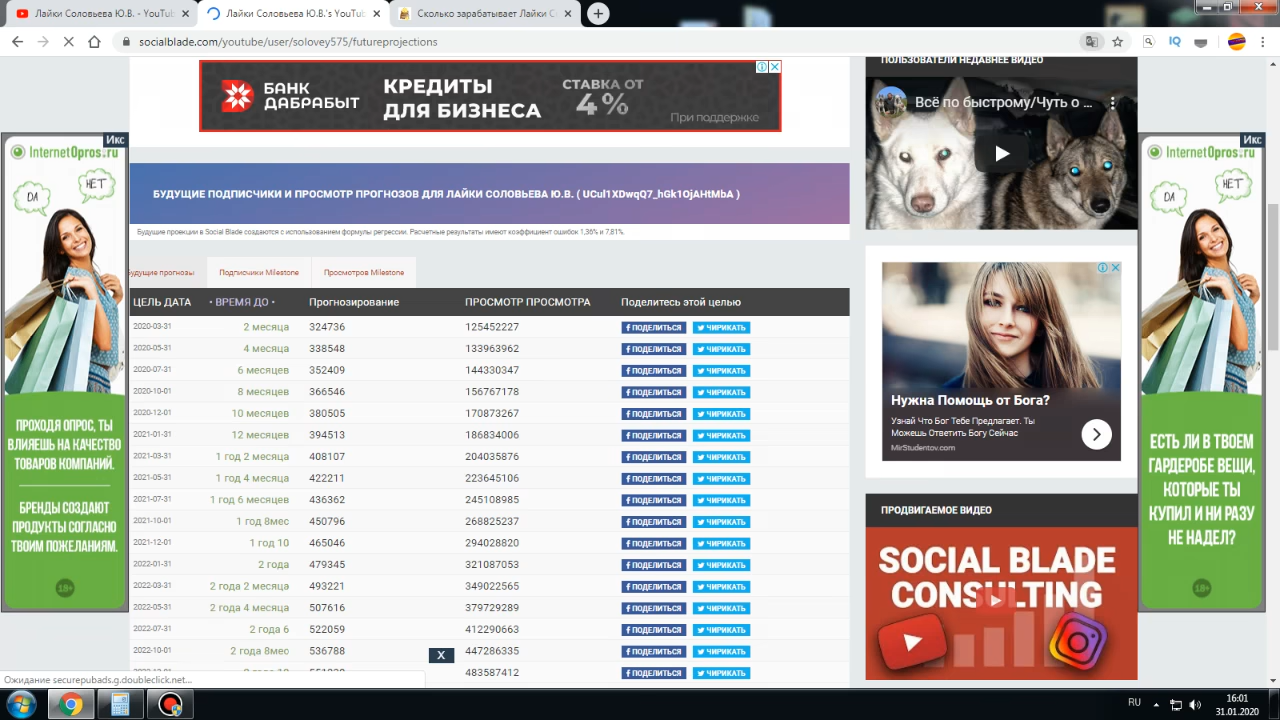 Лайки Соловьева Ю.В. - YouTub
Лайки Соловьева Ю.В.'s YouTub
Сколько зарабатывает Лайки С
socialblade.com/youtube/user/solovey575/futureprojections
БАНК ДАБРАБЫТ
КРЕДИТЫ ДЛЯ БИЗНЕСА
СТАВКА ОТ 4%
При поддержке
Икс
InternetOpros.ru
ДА
НЕТ
ПРОХОДЯ ОПРОС, ТЫ
ВЛИЯЕШЬ НА КАЧЕСТВО
ТОВАРОВ КОМПАНИЙ.
БРЕНДЫ СОЗДАЮТ
ПРОДУКТЫ СОГЛАСНО
ТВОИМ ПОЖЕЛАНИЯМ.
18+
БУДУЩИЕ ПОДПИСЧИКИ И ПРОСМОТР ПРОГНОЗОВ ДЛЯ ЛАЙКИ СОЛОВЬЕВА Ю.В. ( UCul1XDwqQ7_hGk1OjAHtMbA )
Будущие проекции в Social Blade создаются с использованием формулы регрессии. Расчетные результаты имеют коэффициент ошибок 1,36% и 7,81%.
Будущие прогнозы Подписчики Milestone Просмотров Milestone
ЦЕЛЬ ДАТА • ВРЕМЯ ДО • Прогнозирование ПРОСМОТР ПРОСМОТРА Поделитесь этой целью
2020-03-31 2 месяца 324736 125452227 ПОДЕЛИТЬСЯ ЧИРИКАТЬ
2020-05-31 4 месяца 338548 133963962 ПОДЕЛИТЬСЯ ЧИРИКАТЬ
2020-07-31 6 месяцев 352409 144330347 ПОДЕЛИТЬСЯ ЧИРИКАТЬ
2020-10-01 8 месяцев 366546 156767178 ПОДЕЛИТЬСЯ ЧИРИКАТЬ
2020-12-01 10 месяцев 380505 170873267 ПОДЕЛИТЬСЯ ЧИРИКАТЬ
2021-01-31 12 месяцев 394513 186834006 ПОДЕЛИТЬСЯ ЧИРИКАТЬ
2021-03-31 1 год 2 месяца 408107 204035876 ПОДЕЛИТЬСЯ ЧИРИКАТЬ
2021-05-31 1 год 4 месяца 422211 223645106 ПОДЕЛИТЬСЯ ЧИРИКАТЬ
2021-07-31 1 год 6 месяцев 436362 245108985 ПОДЕЛИТЬСЯ ЧИРИКАТЬ
2021-10-01 1 год 8мес 450796 268825237 ПОДЕЛИТЬСЯ ЧИРИКАТЬ
2021-12-01 1 год 10 465046 294028820 ПОДЕЛИТЬСЯ ЧИРИКАТЬ
2022-01-31 2 года 479345 321087053 ПОДЕЛИТЬСЯ ЧИРИКАТЬ
2022-03-31 2 года 2 месяца 493221 349022565 ПОДЕЛИТЬСЯ ЧИРИКАТЬ
2022-05-31 2 года 4 месяца 507616 379729289 ПОДЕЛИТЬСЯ ЧИРИКАТЬ
2022-07-31 2 года 6 522059 412290663 ПОДЕЛИТЬСЯ ЧИРИКАТЬ
2022-10-01 2 года 8мес 536788 447286335 ПОДЕЛИТЬСЯ ЧИРИКАТЬ
483587412 ПОДЕЛИТЬСЯ ЧИРИКАТЬ
X
ПОЛЬЗОВАТЕЛИ НЕДАВНЕЕ ВИДЕО
Всё по быстрому/Чуть о ...
Нужна Помощь от Бога?
Узнай Что Бог Тебе Предлагает. Ты
Можешь Ответить Богу Сейчас
MirStudentov.com
ПРОДВИГАЕМОЕ ВИДЕО
SOCIAL BLADE
CONSULTING
Икс
InternetOpros.ru
ДА
НЕТ
ЕСТЬ ЛИ В ТВОЕМ
ГАРДЕРОБЕ ВЕЩИ,
КОТОРЫЕ ТЫ
КУПИЛ И НИ РАЗУ
НЕ НАДЕЛ?
18+
Ожидание securepubads.g.doubleclick.net...
RU
16:01
31.01.2020